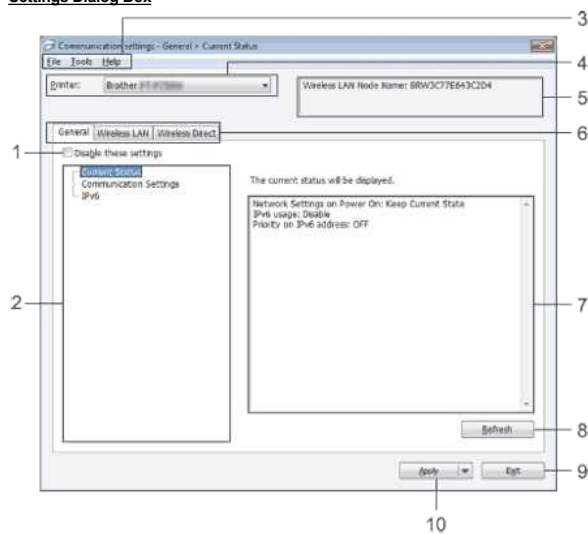 Settings Dialog Box
3
Communication settings - General > Current Status
File Tools Help
4
Printer: Brother
Wireless LAN Node Name: BRW3C77E643C2D4
5
General Wireless LAN Wireless Direct
6
1
Disable these settings
Current Status
Communication Settings
IPv6
The current status will be displayed.
Network Settings on Power On: Keep Current State
IPv6 usage: Disable
Priority on IPv6 address: OFF
2
7
Refresh
8
Apply
Exit
9
10